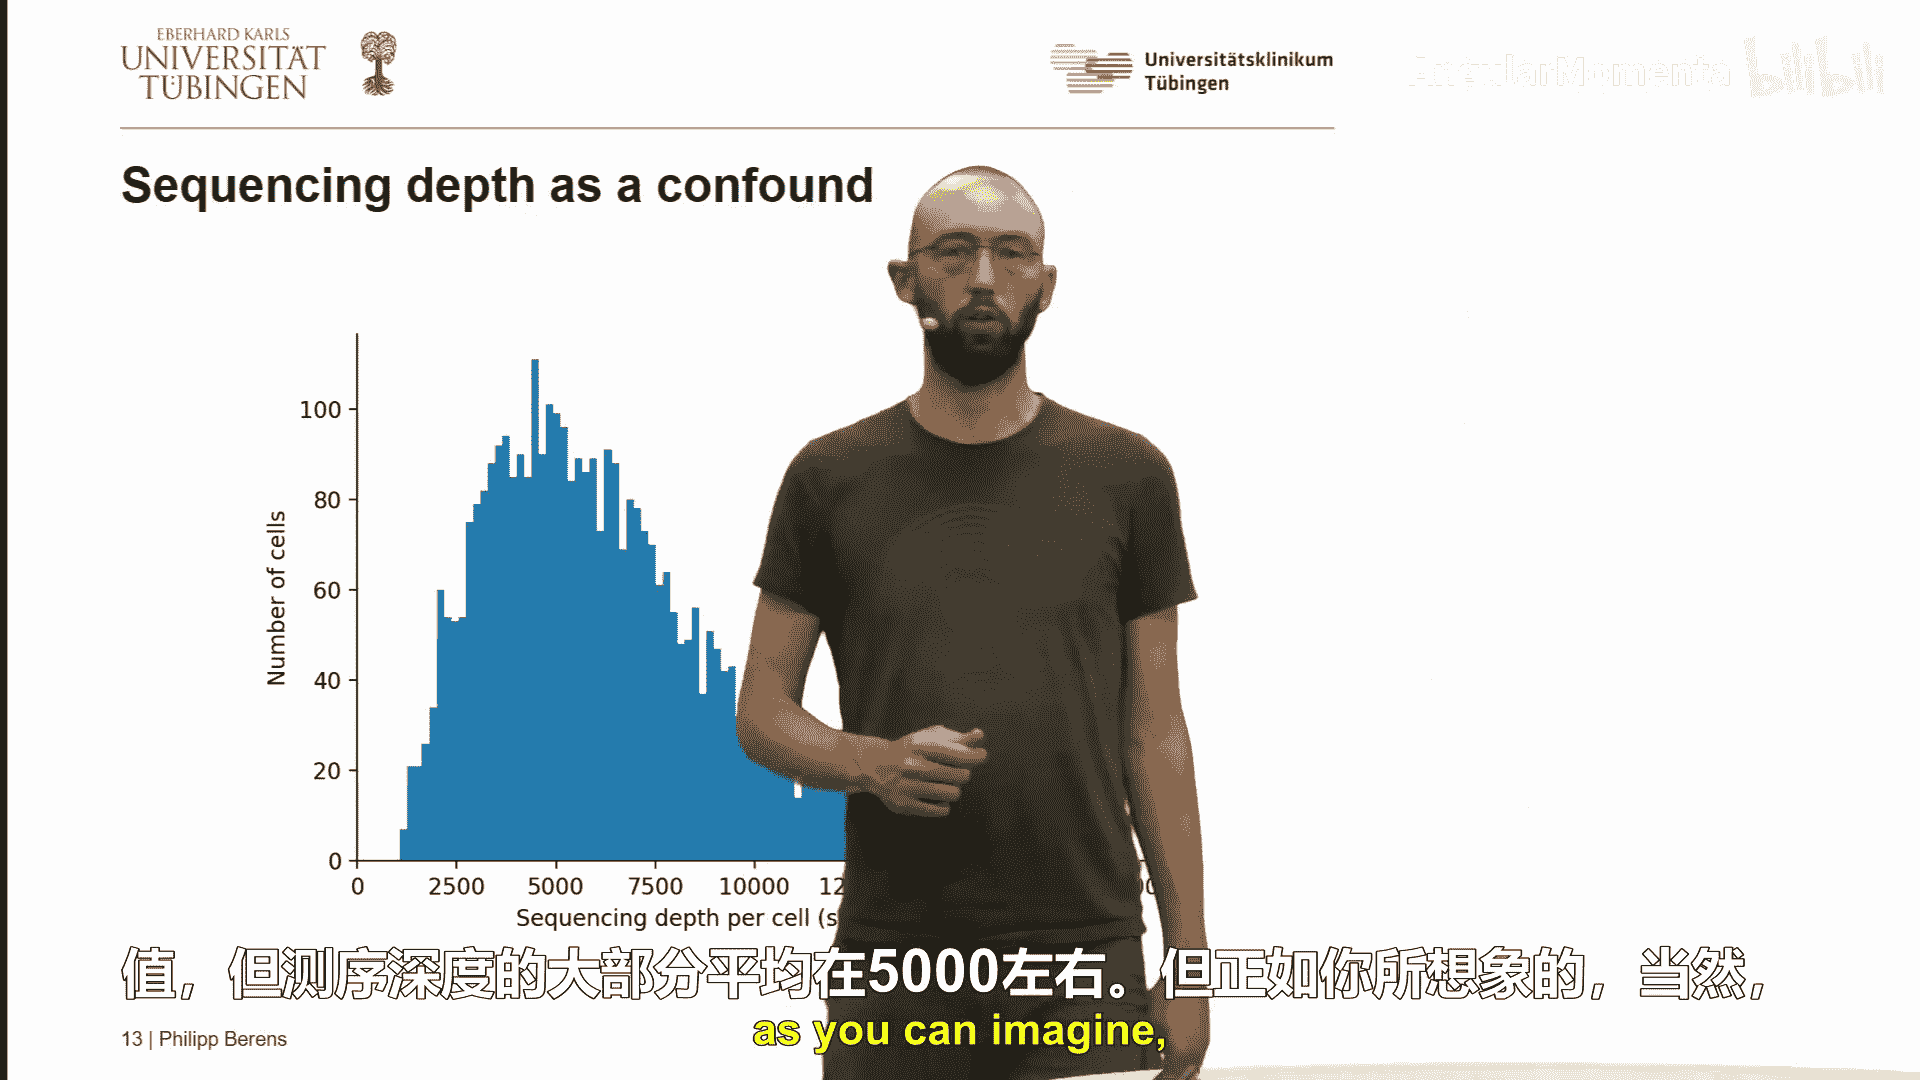 EBERHARD KARLS
UNIVERSITÄT
TÜBINGEN
Universitätsklinikum
Tübingen
bilibili
Sequencing depth as a confound
100
80
60
40
20
0
Number of cells
0 2500 5000 7500 10000
Sequencing depth per cell (s
值，但测序深度的大部分平均在5000左右。但正如你所想象的，当然，
as you can imagine,
13 | Philipp Berens